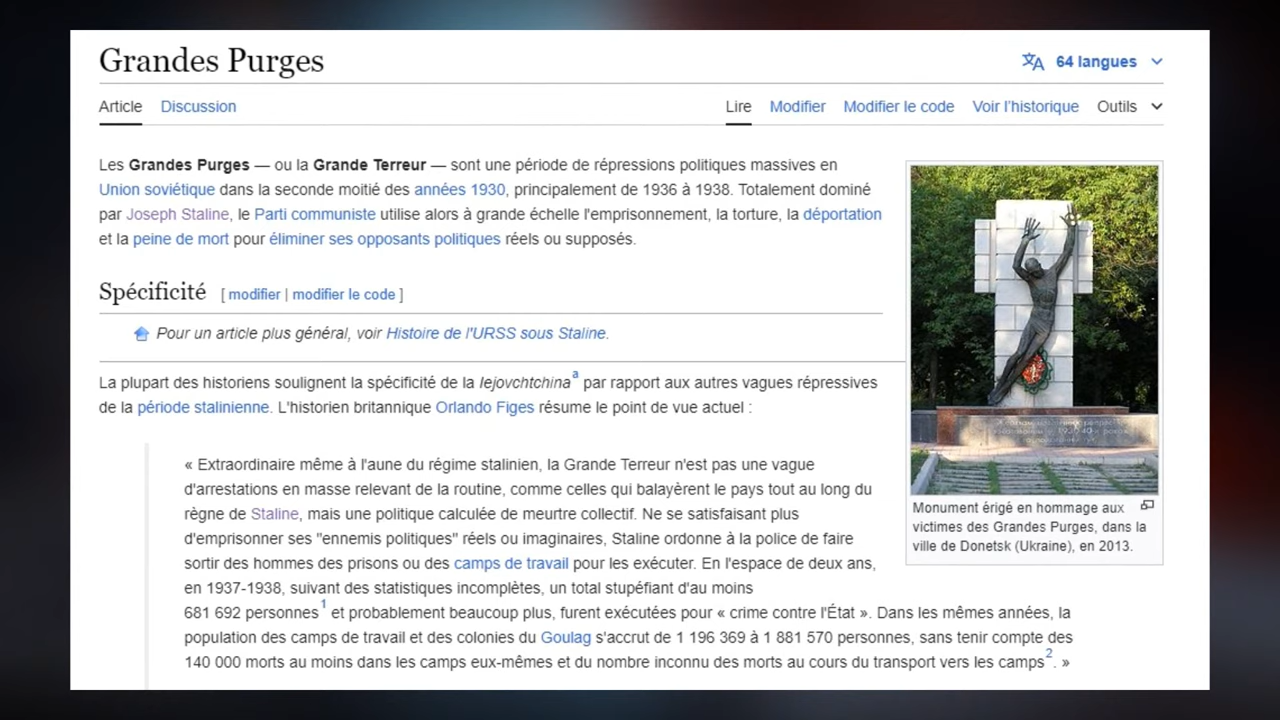 Grandes Purges
64 langues
Article Discussion
Lire Modifier Modifier le code Voir l'historique Outils
Les Grandes Purges — ou la Grande Terreur — sont une période de répressions politiques massives en
Union soviétique dans la seconde moitié des années 1930, principalement de 1936 à 1938. Totalement dominé
par Joseph Staline, le Parti communiste utilise alors à grande échelle l'emprisonnement, la torture, la déportation
et la peine de mort pour éliminer ses opposants politiques réels ou supposés.
Spécificité [ modifier | modifier le code ]
Pour un article plus général, voir Histoire de l'URSS sous Staline.
La plupart des historiens soulignent la spécificité de la Iejovchtchina a par rapport aux autres vagues répressives
de la période stalinienne. L'historien britannique Orlando Figes résume le point de vue actuel :
« Extraordinaire même à l'aune du régime stalinien, la Grande Terreur n'est pas une vague
d'arrestations en masse relevant de la routine, comme celles qui balayèrent le pays tout au long du
règne de Staline, mais une politique calculée de meurtre collectif. Ne se satisfaisant plus
d'emprisonner ses "ennemis politiques" réels ou imaginaires, Staline ordonne à la police de faire
sortir des hommes des prisons ou des camps de travail pour les exécuter. En l'espace de deux ans,
en 1937-1938, suivant des statistiques incomplètes, un total stupéfiant d'au moins
681 692 personnes 1 et probablement beaucoup plus, furent exécutées pour « crime contre l'État ». Dans les mêmes années, la
population des camps de travail et des colonies du Goulag s'accrut de 1 196 369 à 1 881 570 personnes, sans tenir compte des
140 000 morts au moins dans les camps eux-mêmes et du nombre inconnu des morts au cours du transport vers les camps 2. »
Monument érigé en hommage aux
victimes des Grandes Purges, dans la
ville de Donetsk (Ukraine), en 2013.